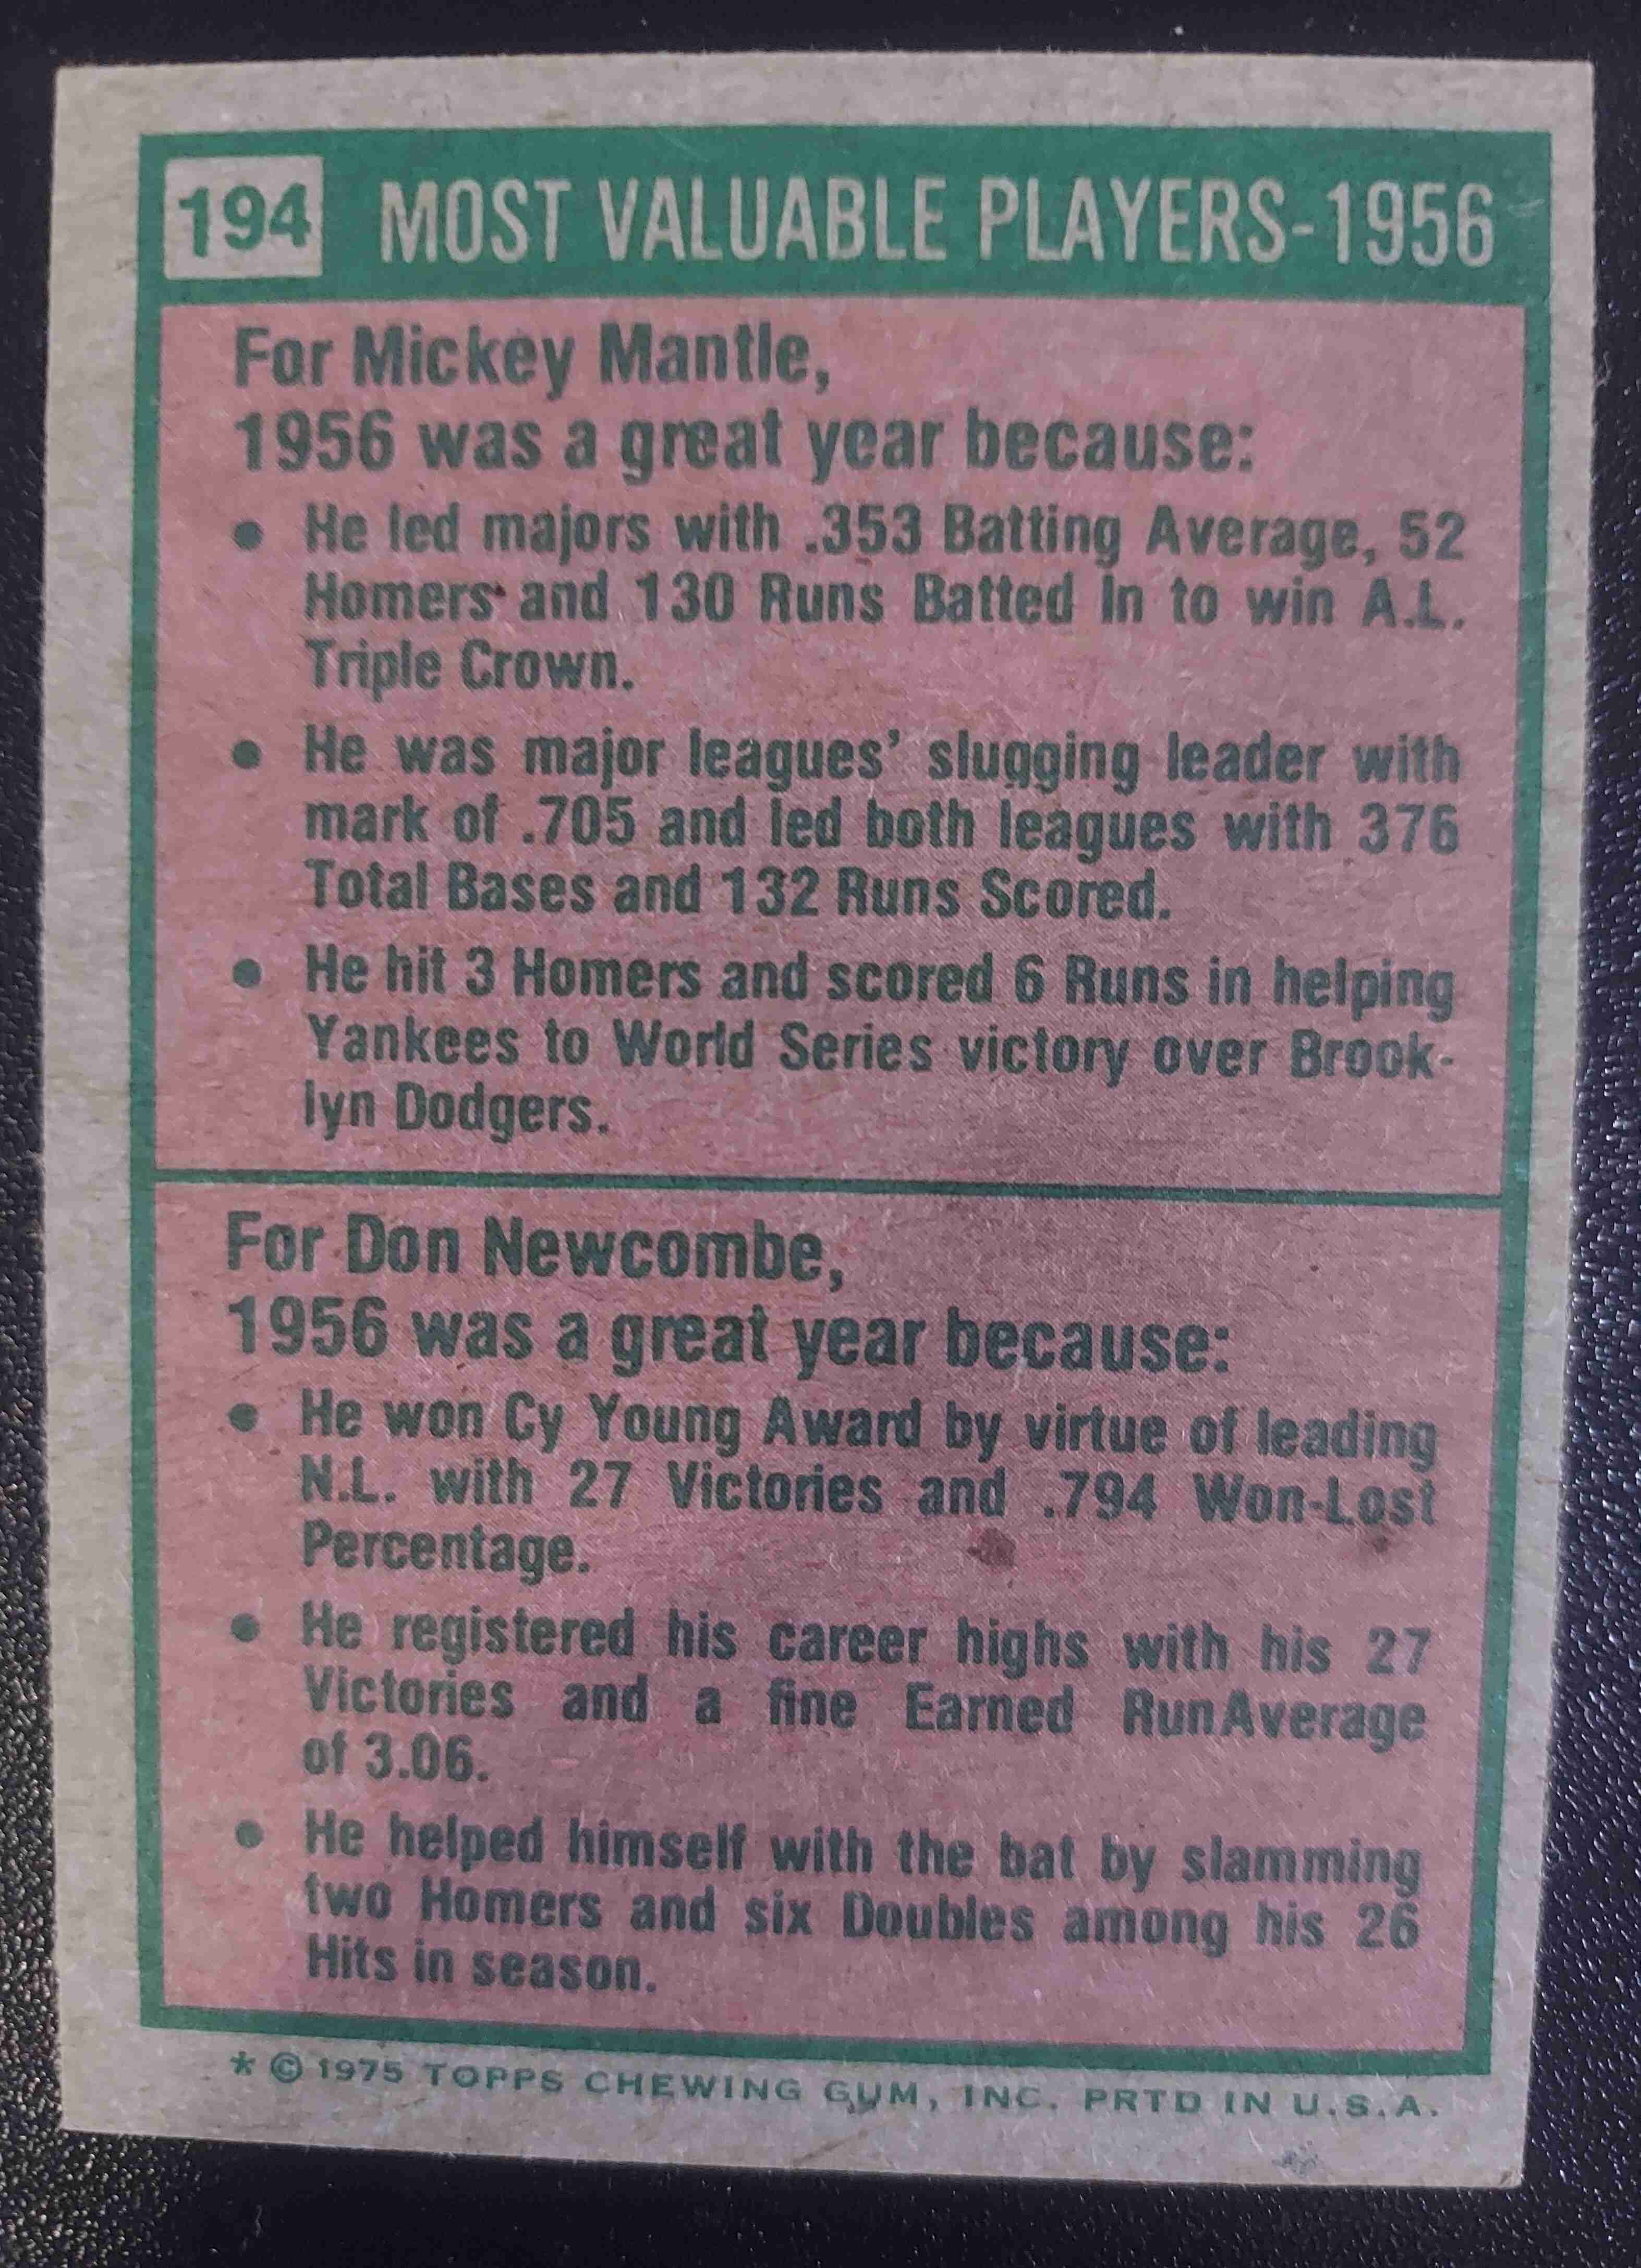 194 MOST VALUABLE PLAYERS-1956
For Mickey Mantle,
1956 was a great year because:
• He led majors with .353 Batting Average, 52
Homers and 130 Runs Batted In to win A.L.
Triple Crown.
• He was major leagues' slugging leader with
mark of .705 and led both leagues with 376
Total Bases and 132 Runs Scored.
• He hit 3 Homers and scored 6 Runs in helping
Yankees to World Series victory over Brook-
lyn Dodgers.
For Don Newcombe,
1956 was a great year because:
• He won Cy Young Award by virtue of leading
N.L. with 27 Victories and .794 Won-Lost
Percentage.
• He registered his career highs with his 27
Victories and a fine Earned RunAverage
of 3.06.
• He helped himself with the bat by slamming
two Homers and six Doubles among his 26
Hits in season.
* © 1975 TOPPS CHEWING GUM, INC. PRTD IN U.S.A.